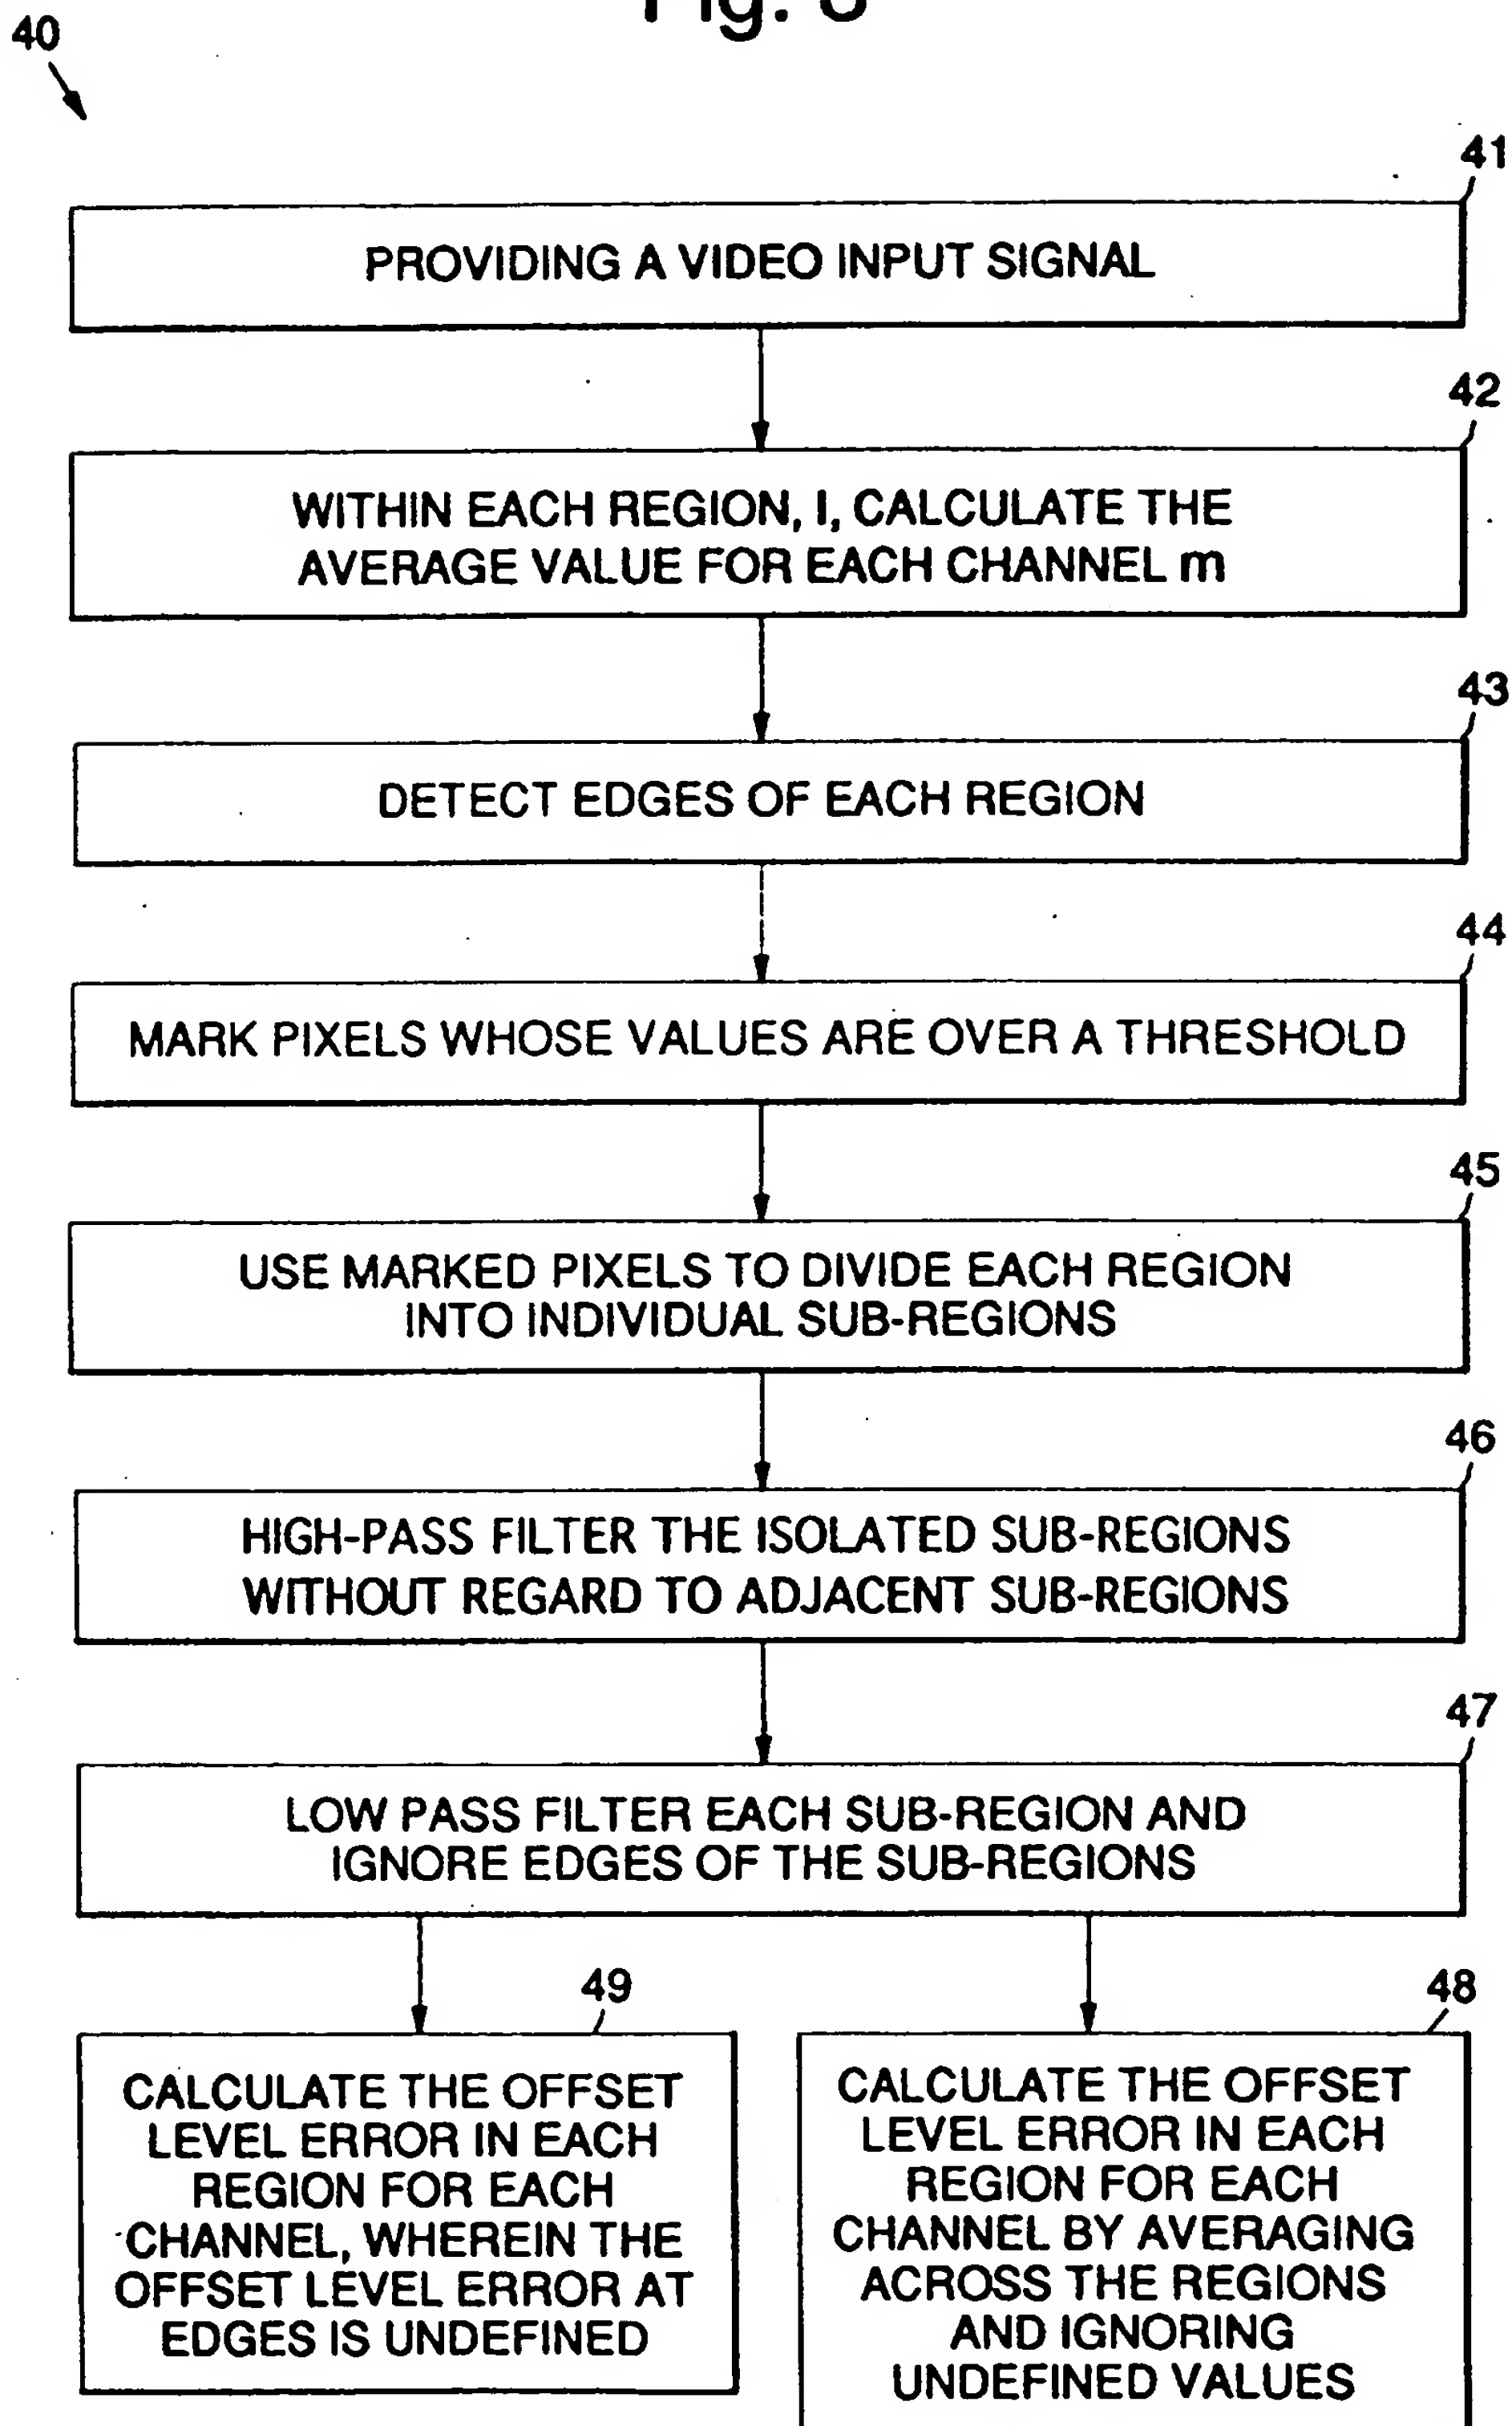 40
41
PROVIDING A VIDEO INPUT SIGNAL
42
WITHIN EACH REGION, I, CALCULATE THE
AVERAGE VALUE FOR EACH CHANNEL m
43
DETECT EDGES OF EACH REGION
44
MARK PIXELS WHOSE VALUES ARE OVER A THRESHOLD
45
USE MARKED PIXELS TO DIVIDE EACH REGION
INTO INDIVIDUAL SUB-REGIONS
46
HIGH-PASS FILTER THE ISOLATED SUB-REGIONS
WITHOUT REGARD TO ADJACENT SUB-REGIONS
47
LOW PASS FILTER EACH SUB-REGION AND
IGNORE EDGES OF THE SUB-REGIONS
49
CALCULATE THE OFFSET
LEVEL ERROR IN EACH
REGION FOR EACH
CHANNEL, WHEREIN THE
OFFSET LEVEL ERROR AT
EDGES IS UNDEFINED
48
CALCULATE THE OFFSET
LEVEL ERROR IN EACH
REGION FOR EACH
CHANNEL BY AVERAGING
ACROSS THE REGIONS
AND IGNORING
UNDEFINED VALUES